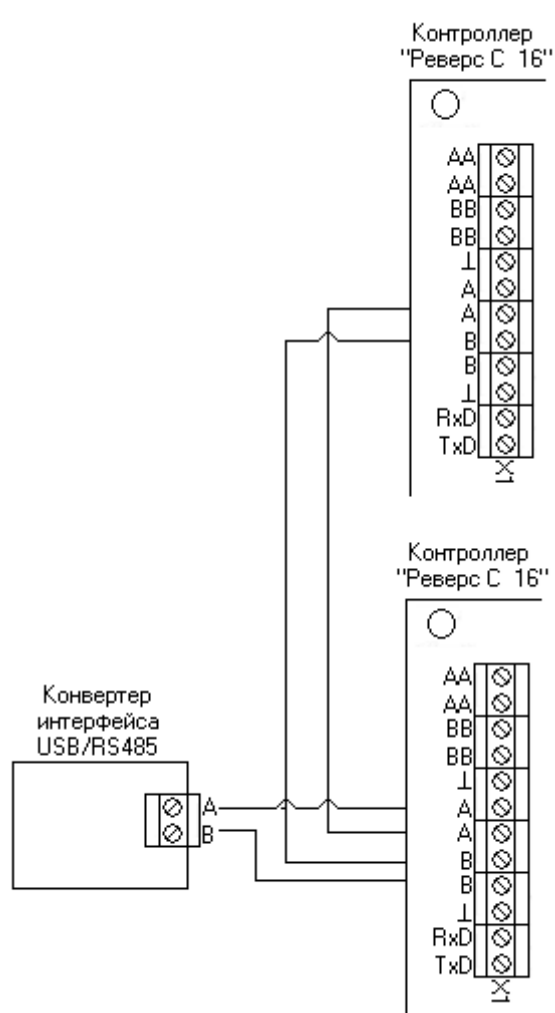 Контроллер
"Реверс С 16"
AA
AA
BB
BB
⊥
A
A
B
B
⊥
RxD
TxD
X1
Контроллер
"Реверс С 16"
AA
AA
BB
BB
⊥
A
A
B
B
⊥
RxD
TxD
X1
Конвертер
интерфейса
USB/RS485
A
B